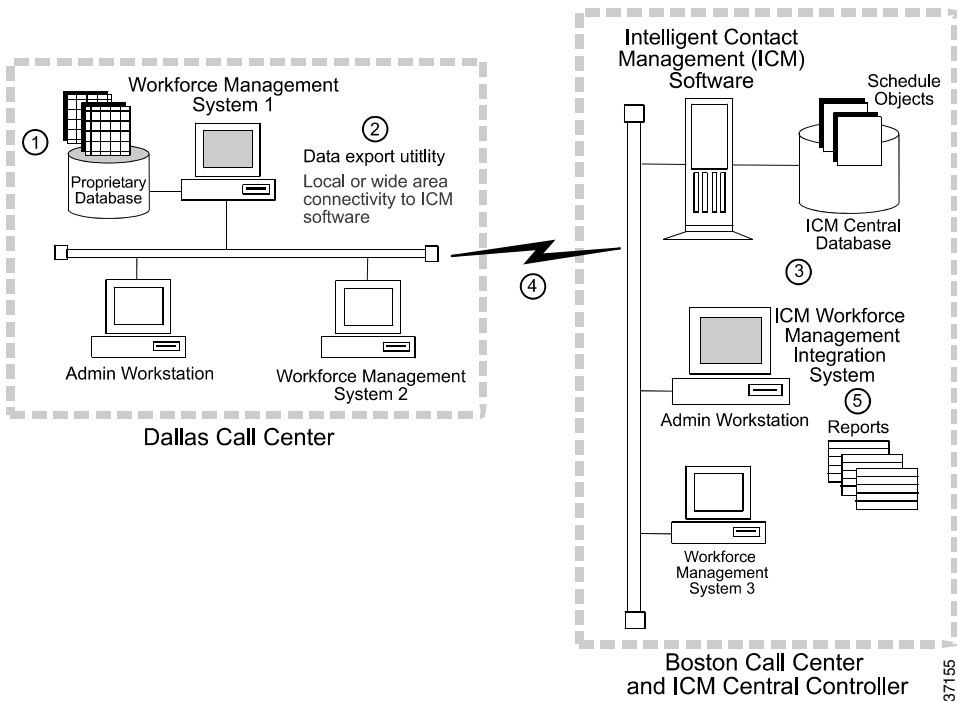 Workforce Management
System 1
1
Proprietary
Database
2
Data export utitlity
Local or wide area
connectivity to ICM
software
Admin Workstation
Workforce Management
System 2
Dallas Call Center
4
Intelligent Contact
Management (ICM)
Software
Schedule
Objects
ICM Central
Database
3
ICM Workforce
Management
Integration
System
5
Reports
Admin Workstation
Workforce
Management
System 3
Boston Call Center
and ICM Central Controller
37155